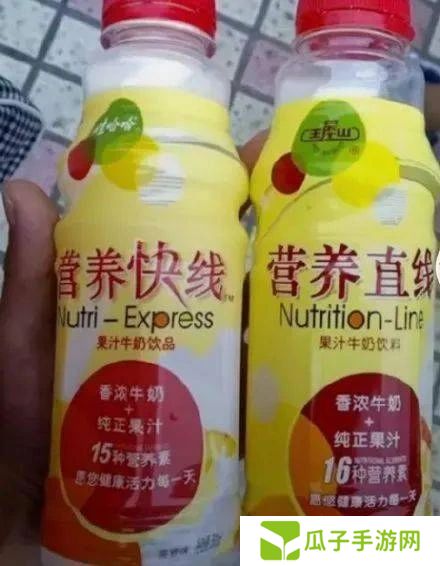 娃哈哈
营养快线
Nutri-Express
果汁牛奶饮品
香浓牛奶
+
纯正果汁
15种营养素
愿您健康活力每一天
王屋山
营养直线
Nutrition-Line
果汁牛奶饮料
香浓牛奶
+
纯正果汁
NUTRITIONAL ELEMENTS
16种营养素
愿您健康活力每一天
瓜子手游网